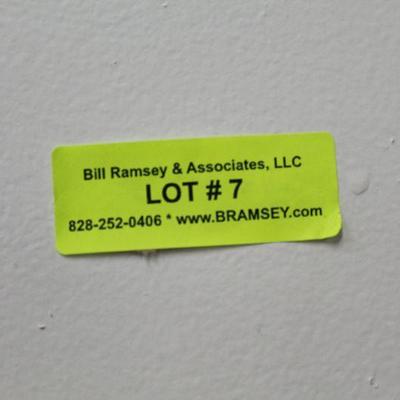 Bill Ramsey & Associates, LLC
LOT # 7
828-252-0406 * www.BRAMSEY.com